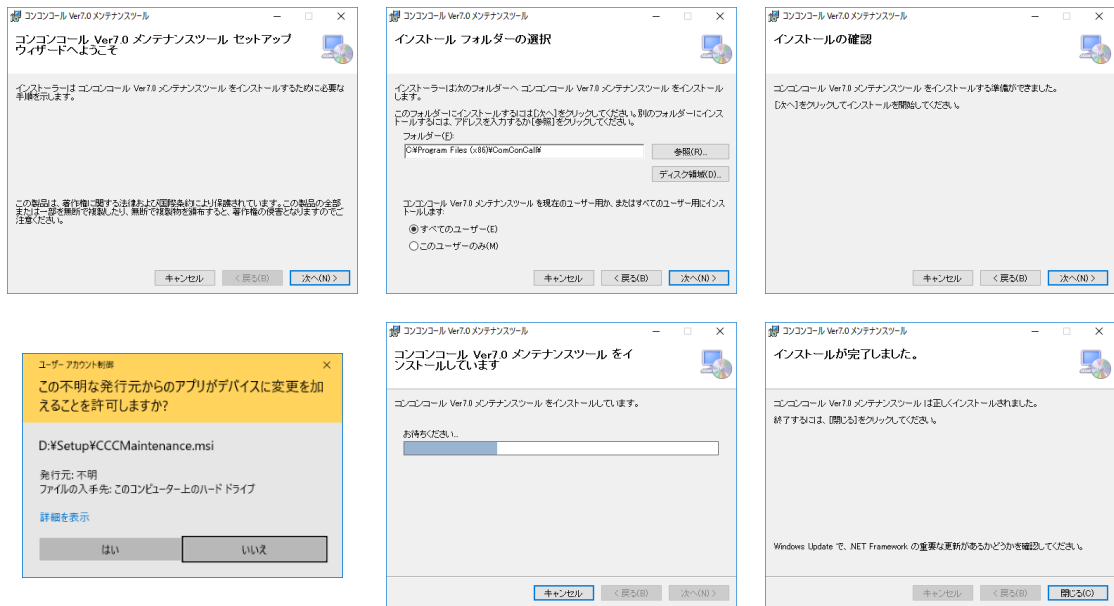 コンコンコール Ver7.0 メンテナンスツール
コンコンコール Ver7.0 メンテナンスツール セットアップ
ウィザードへようこそ
インストーラーは コンコンコール Ver7.0 メンテナンスツール をインストールするために必要な
手順を示します。
この製品は、著作権に関する法律および国際条約により保護されています。この製品の全部
または一部を無断で複製したり、無断で複製物を頒布すると、著作権の侵害となりますのでご
注意ください。
キャンセル
< 戻る(B)
次へ(N) >
コンコンコール Ver7.0 メンテナンスツール
インストール フォルダーの選択
インストーラーは次のフォルダーへ コンコンコール Ver7.0 メンテナンスツール をインストール
します。
このフォルダーにインストールするには[次へ]をクリックしてください。別のフォルダーにインス
トールするには、アドレスを入力するか[参照]をクリックしてください。
フォルダー(F):
C:¥Program Files (x86)¥ComConCall¥
参照(R)...
ディスク領域(D)...
コンコンコール Ver7.0 メンテナンスツール を現在のユーザー用か、またはすべてのユーザー用にインス
トールします:
すべてのユーザー(E)
このユーザーのみ(M)
キャンセル
< 戻る(B)
次へ(N) >
コンコンコール Ver7.0 メンテナンスツール
インストールの確認
コンコンコール Ver7.0 メンテナンスツール をインストールする準備ができました。
[次へ]をクリックしてインストールを開始してください。
キャンセル
< 戻る(B)
次へ(N) >
ユーザー アカウント制御
この不明な発行元からのアプリがデバイスに変更を加
えることを許可しますか?
D:¥Setup¥CCCMaintenance.msi
発行元: 不明
ファイルの入手先: このコンピューター上のハード ドライブ
詳細を表示
はい
いいえ
コンコンコール Ver7.0 メンテナンスツール
コンコンコール Ver7.0 メンテナンスツール をイ
ンストールしています
コンコンコール Ver7.0 メンテナンスツール をインストールしています。
お待ちください...
キャンセル
< 戻る(B)
次へ(N) >
コンコンコール Ver7.0 メンテナンスツール
インストールが完了しました。
コンコンコール Ver7.0 メンテナンスツール は正しくインストールされました。
終了するには、[閉じる]をクリックしてください。
Windows Update で、.NET Framework の重要な更新があるかどうかを確認してください。
キャンセル
< 戻る(B)
閉じる(C)